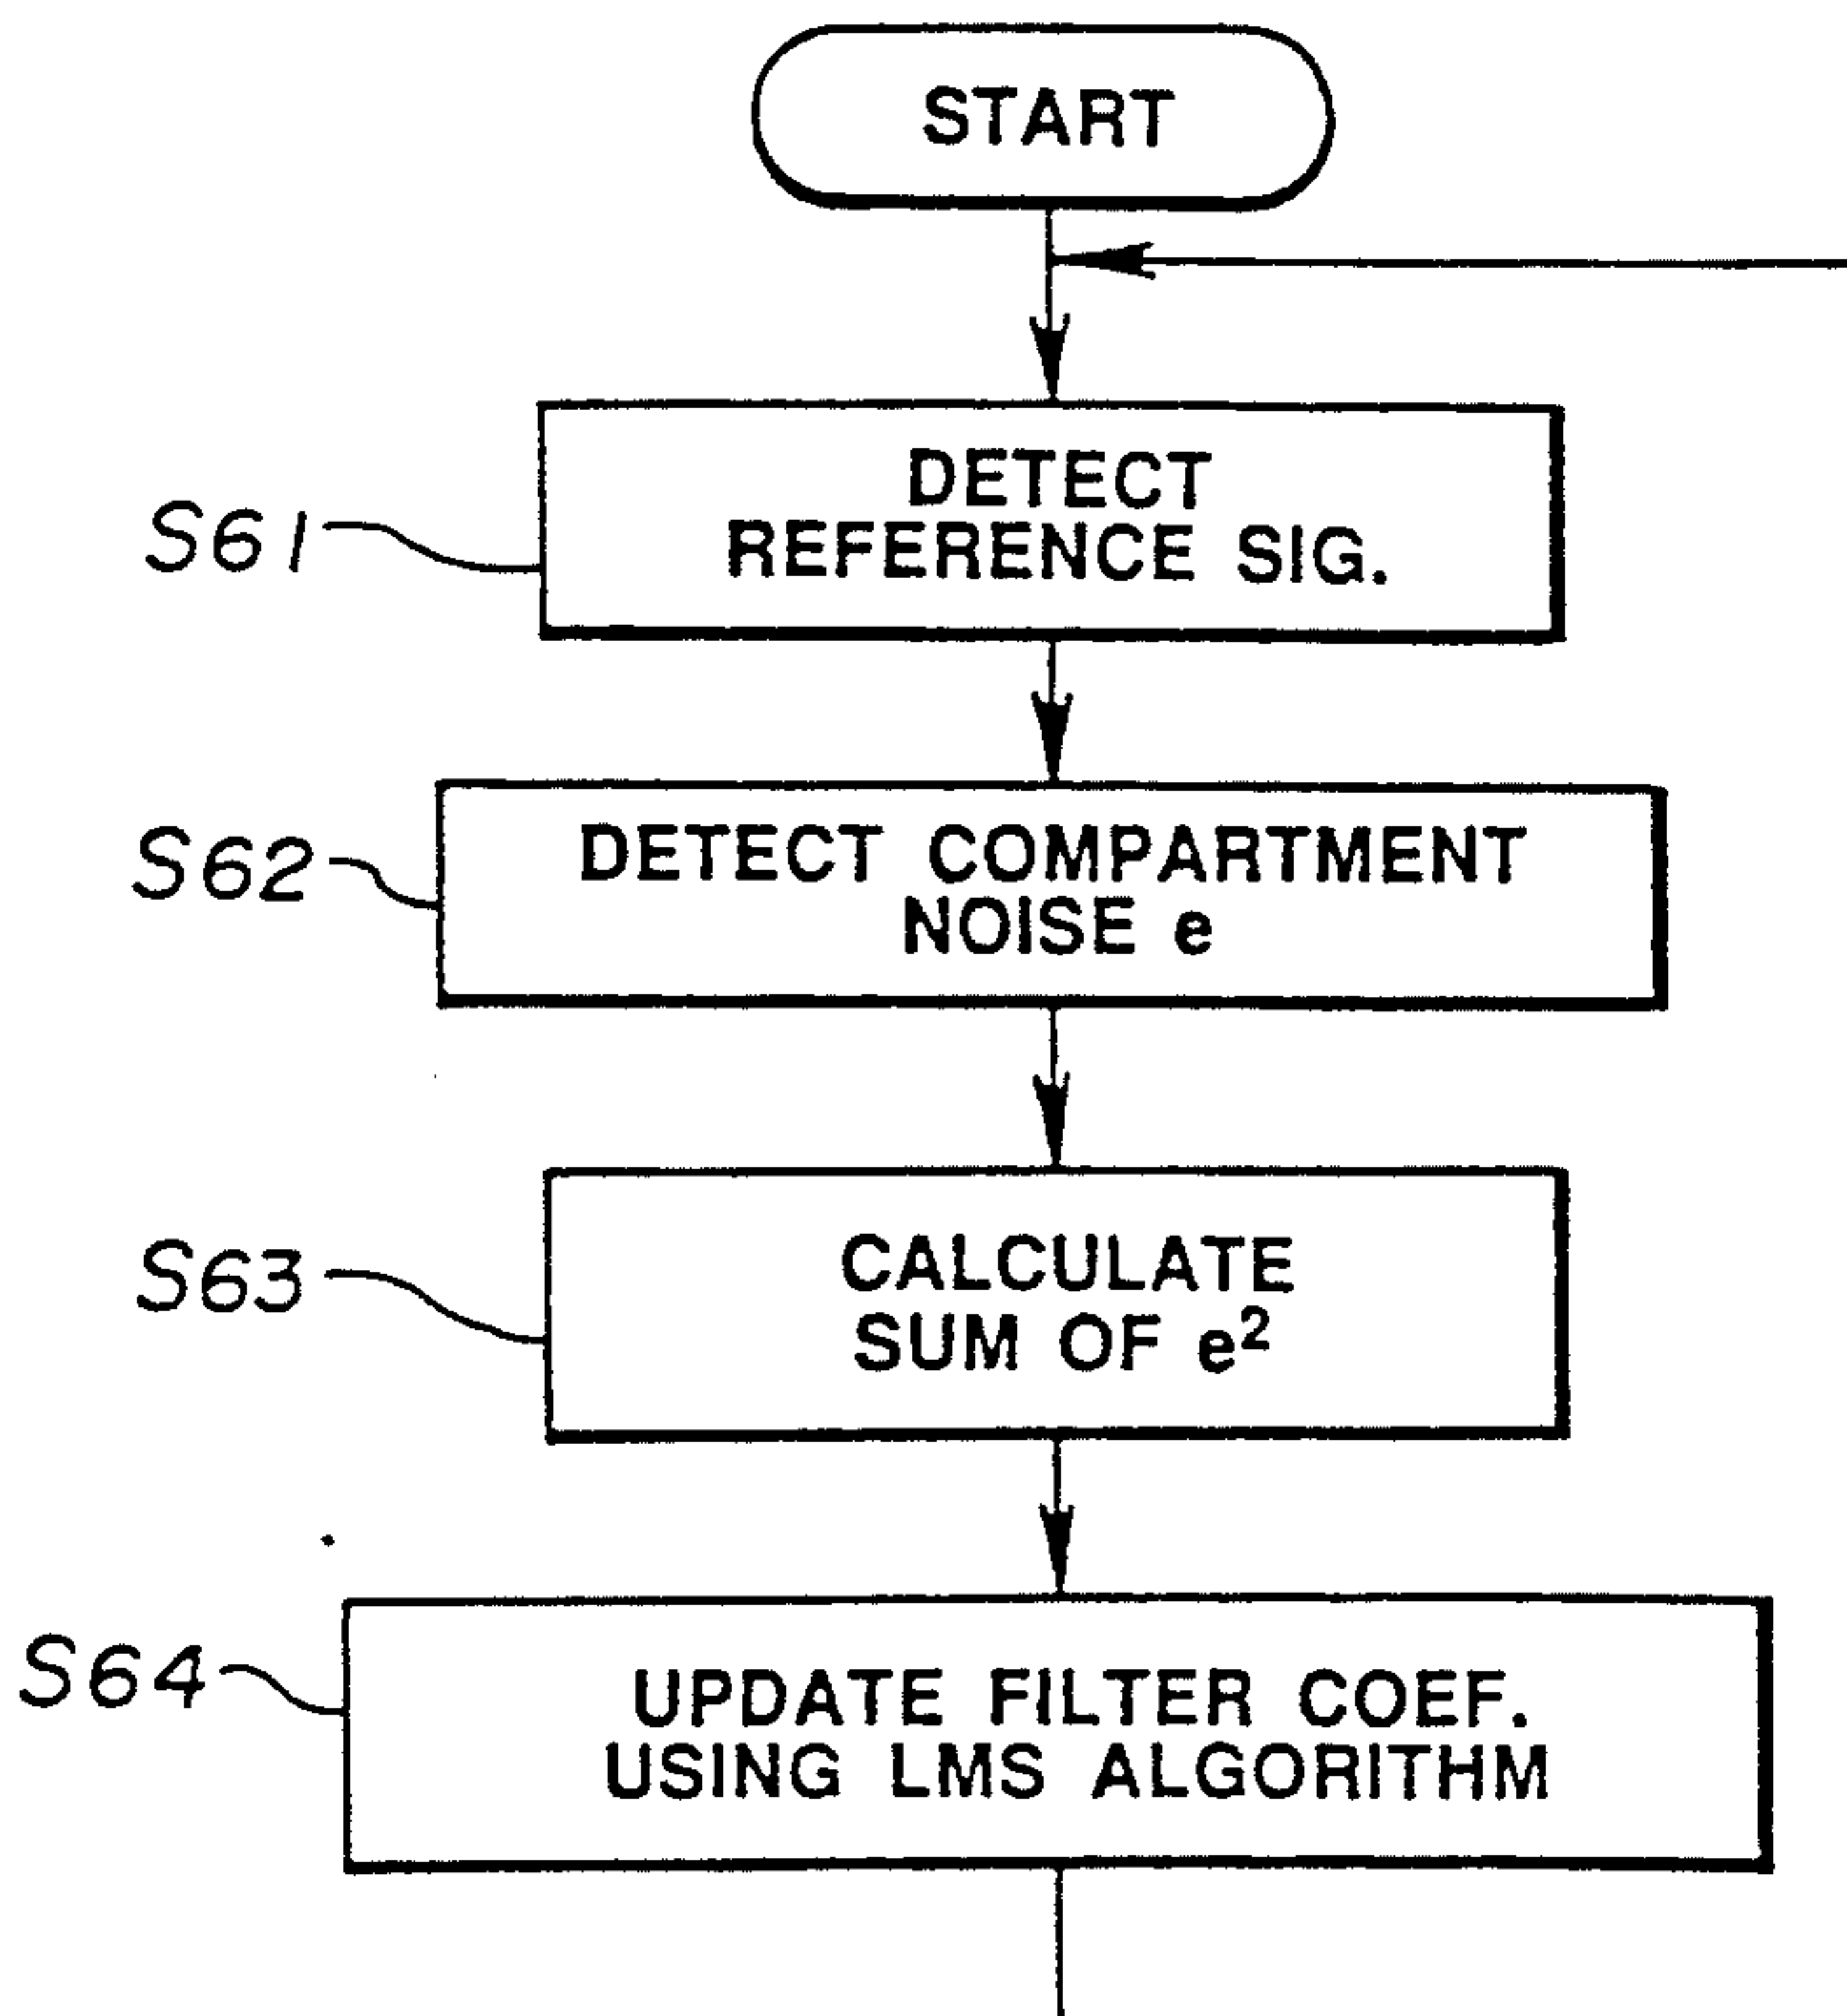 START
DETECT
REFERENCE SIG.
S61
DETECT COMPARTMENT
NOISE e
S62
CALCULATE
SUM OF e²
S63
UPDATE FILTER COEF.
USING LMS ALGORITHM
S64